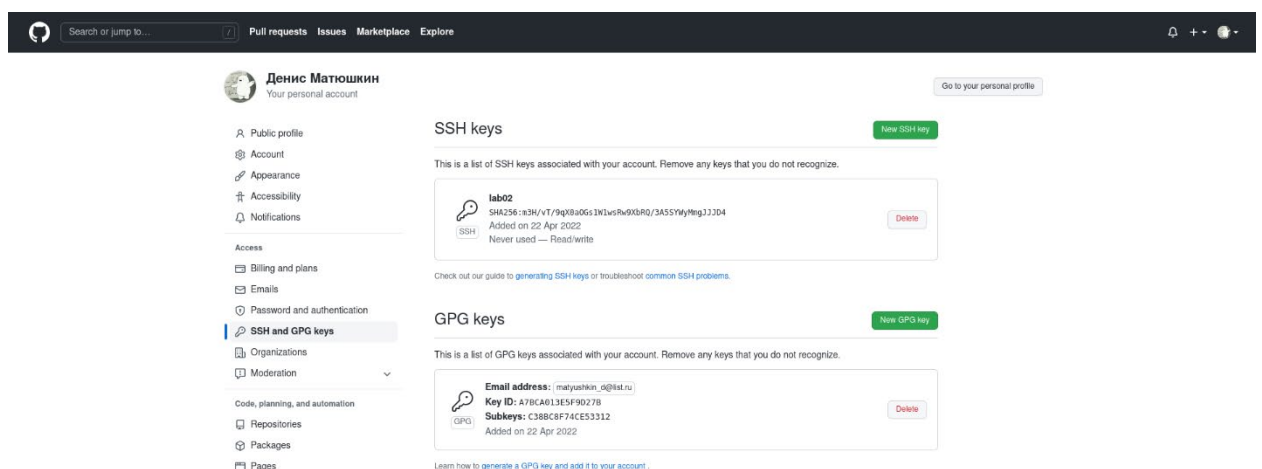 Search or jump to...
/
Pull requests Issues Marketplace Explore
Денис Матюшкин
Your personal account
Go to your personal profile
Public profile
Account
Appearance
Accessibility
Notifications
Access
Billing and plans
Emails
Password and authentication
SSH and GPG keys
Organizations
Moderation
Code, planning, and automation
Repositories
Packages
Pages
SSH keys
New SSH key
This is a list of SSH keys associated with your account. Remove any keys that you do not recognize.
lab02
SHA256:m3H/vT/9qX0aOGs1W1wsRw9XbRQ/3A5SYWyMmgJJJD4
Added on 22 Apr 2022
Never used — Read/write
SSH
Delete
Check out our guide to generating SSH keys or troubleshoot common SSH problems.
GPG keys
New GPG key
This is a list of GPG keys associated with your account. Remove any keys that you do not recognize.
Email address: matyushkin_d@list.ru
Key ID: A7BCA013E5F9D27B
Subkeys: C38BC8F74CE53312
Added on 22 Apr 2022
GPG
Delete
Learn how to generate a GPG key and add it to your account .